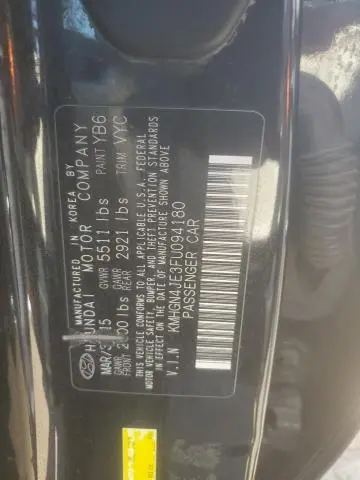 MANUFACTURED IN KOREA BY
HYUNDAI MOTOR COMPANY
MAR/ 15 GVWR 5511 lbs PAINT YB6
GAWR FRONT lbs GAWR REAR 2921 lbs TRIM VYC
THIS VEHICLE CONFORMS TO ALL APPLICABLE U.S.A. FEDERAL
MOTOR VEHICLE SAFETY, BUMPER, AND THEFT PREVENTION STANDARDS
IN EFFECT ON THE DATE OF MANUFACTURE SHOWN ABOVE
V.I.N KMHGN4JE3FU094180
PASSENGER CAR